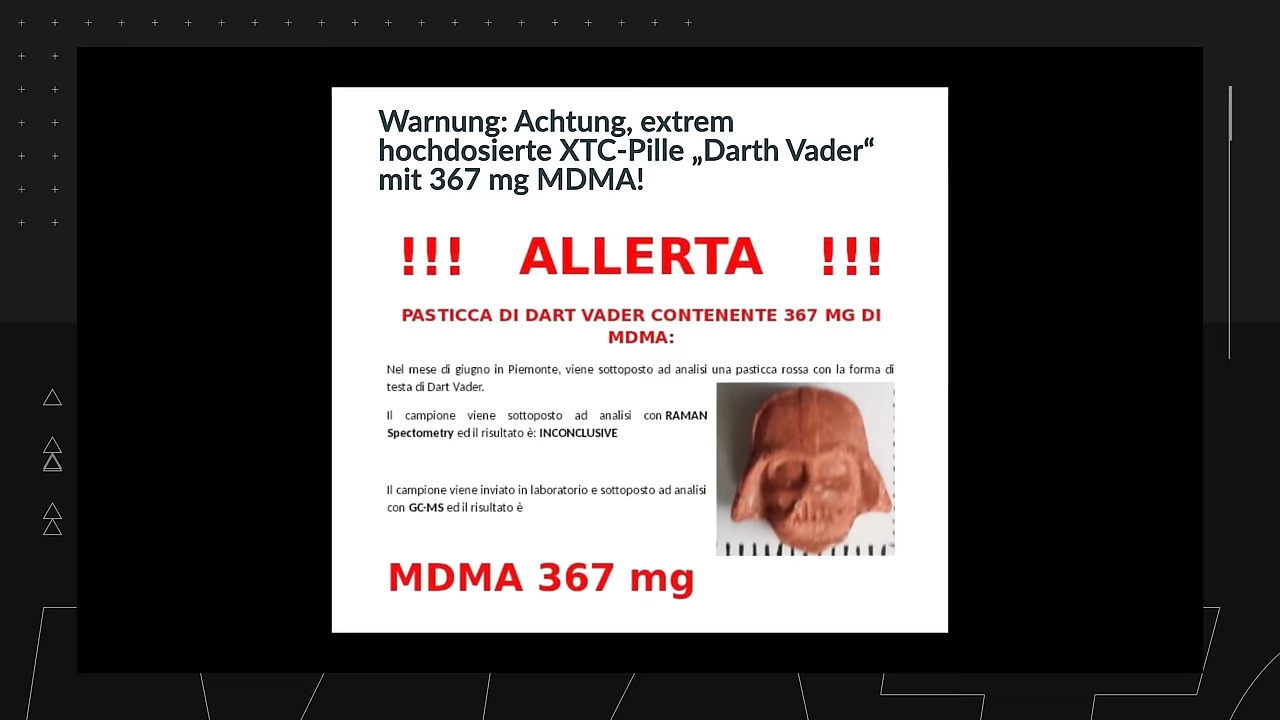 Warnung: Achtung, extrem
hochdosierte XTC-Pille „Darth Vader“
mit 367 mg MDMA!
!!! ALLERTA !!!
PASTICCA DI DART VADER CONTENENTE 367 MG DI
MDMA:
Nel mese di giugno in Piemonte, viene sottoposto ad analisi una pasticca rossa con la forma di
testa di Dart Vader.
Il campione viene sottoposto ad analisi con RAMAN
Spectometry ed il risultato è: INCONCLUSIVE
Il campione viene inviato in laboratorio e sottoposto ad analisi
con GC-MS ed il risultato è
MDMA 367 mg